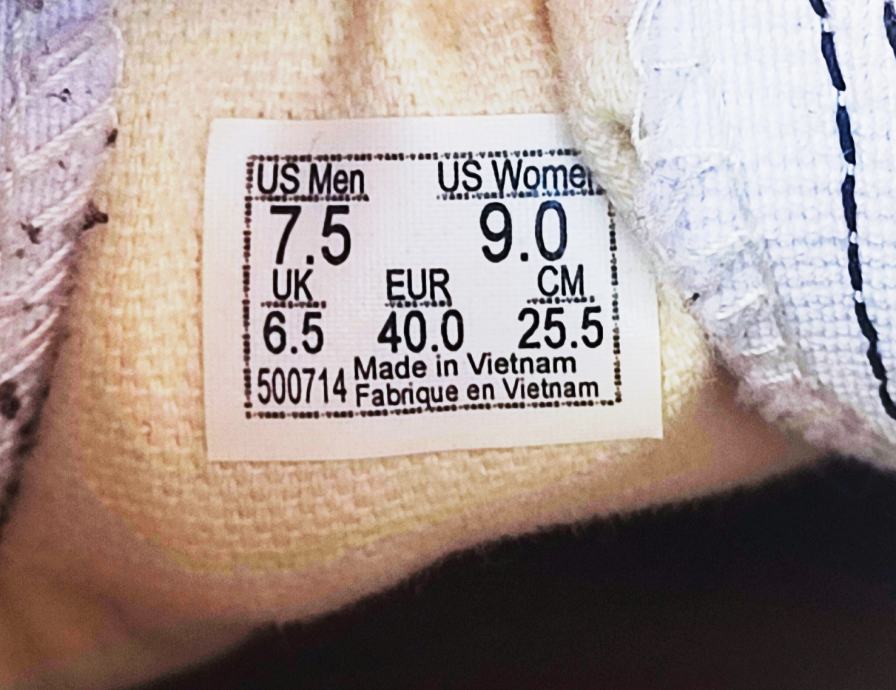 US Men US Women
7.5 9.0
UK EUR CM
6.5 40.0 25.5
500714 Made in Vietnam
Fabrique en Vietnam